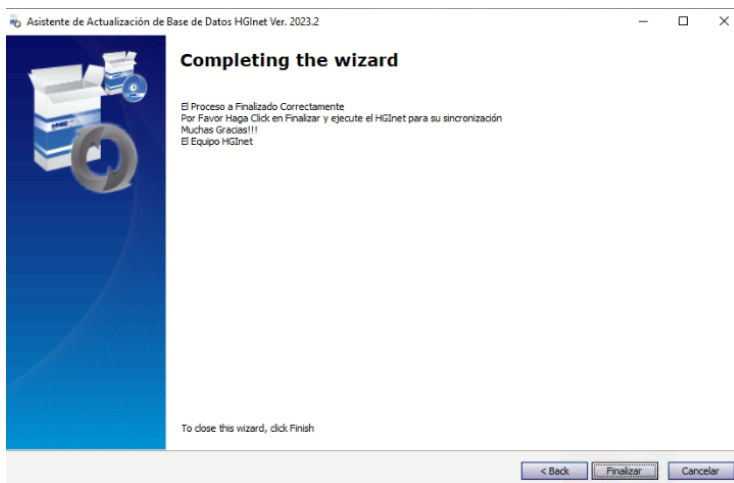 Asistente de Actualización de Base de Datos HGInet Ver. 2023.2
Completing the wizard
El Proceso a Finalizado Correctamente
Por Favor Haga Click en Finalizar y ejecute el HGInet para su sincronización
Muchas Gracias!!!
El Equipo HGInet
To close this wizard, click Finish
< Back
Finalizar
Cancelar